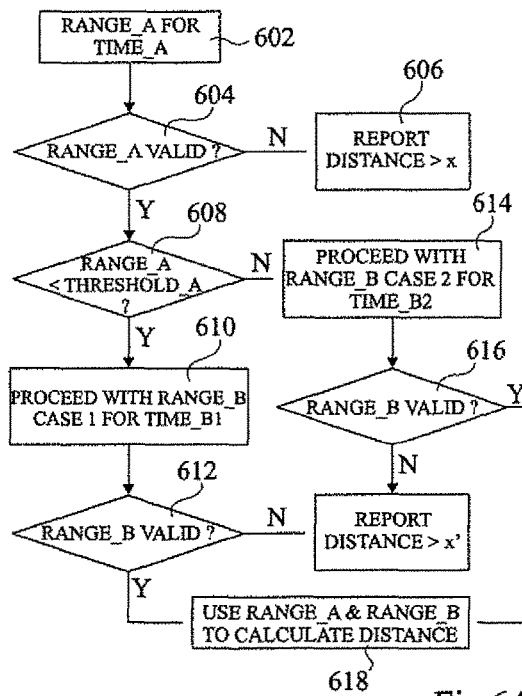 RANGE_A FOR
TIME_A
602
604
RANGE_A VALID ?
N
606
REPORT
DISTANCE > x
Y
608
RANGE_A
< THRESHOLD_A
?
N
614
PROCEED WITH
RANGE_B CASE 2 FOR
TIME_B2
Y
610
PROCEED WITH RANGE_B
CASE 1 FOR TIME_B1
616
RANGE_B VALID ?
Y
N
612
RANGE_B VALID ?
N
REPORT
DISTANCE > x'
Y
USE RANGE_A & RANGE_B
TO CALCULATE DISTANCE
618